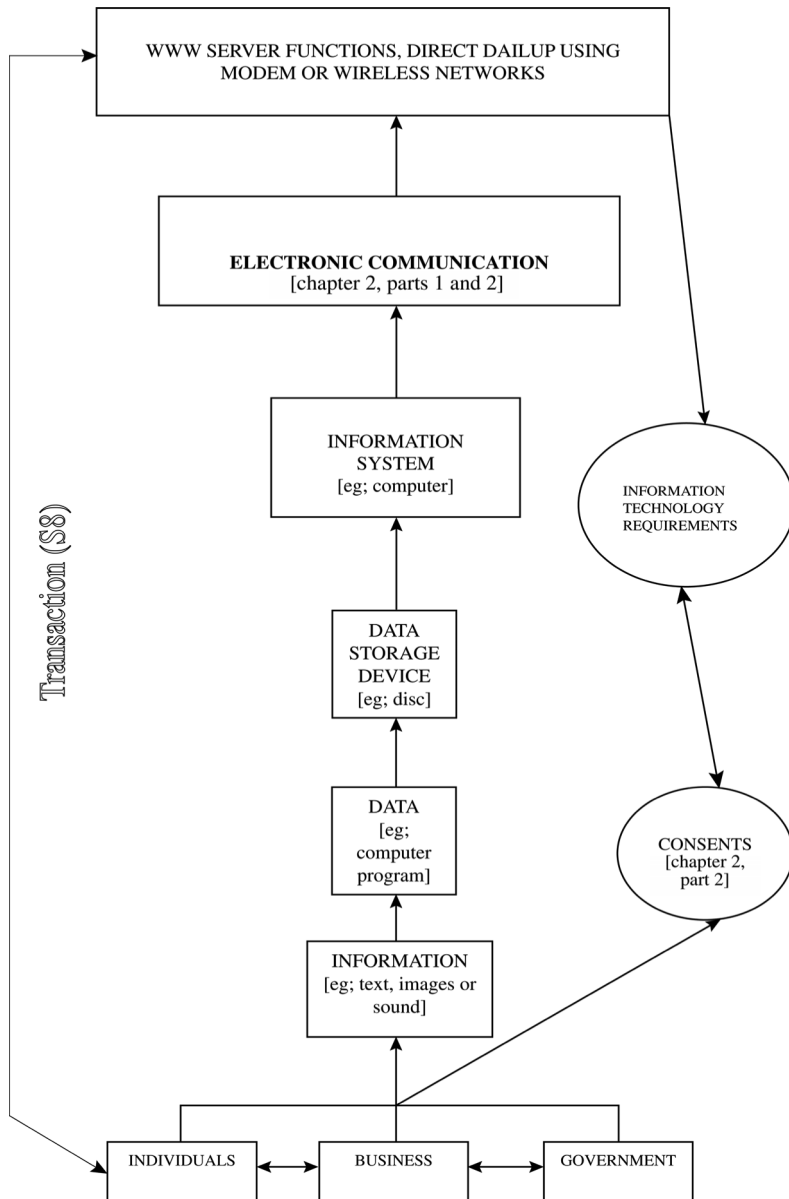 WWW SERVER FUNCTIONS, DIRECT DAILUP USING
MODEM OR WIRELESS NETWORKS
ELECTRONIC COMMUNICATION
[chapter 2, parts 1 and 2]
INFORMATION
SYSTEM
[eg; computer]
INFORMATION
TECHNOLOGY
REQUIREMENTS
Transaction (S8)
DATA
STORAGE
DEVICE
[eg; disc]
DATA
[eg;
computer
program]
CONSENTS
[chapter 2,
part 2]
INFORMATION
[eg; text, images or
sound]
INDIVIDUALS
BUSINESS
GOVERNMENT